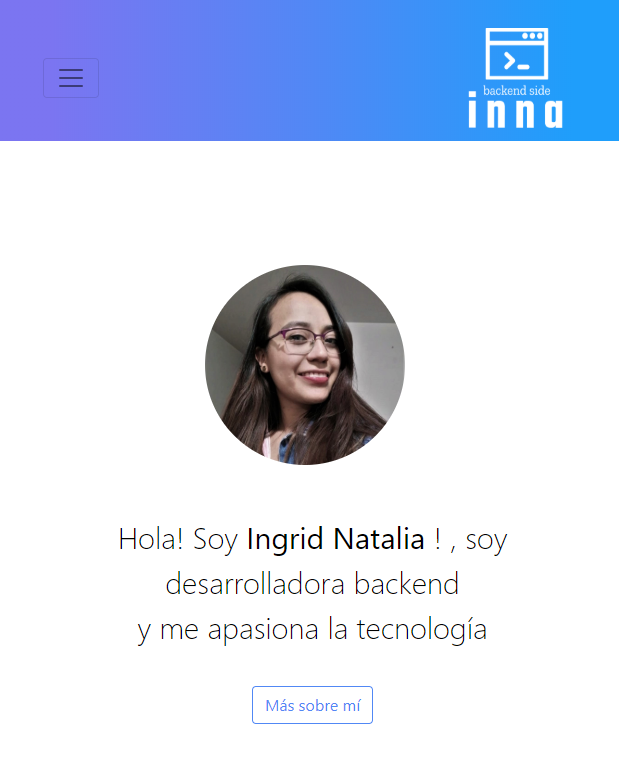 backend side
inna
Hola! Soy Ingrid Natalia ! , soy
desarrolladora backend
y me apasiona la tecnología
Más sobre mí